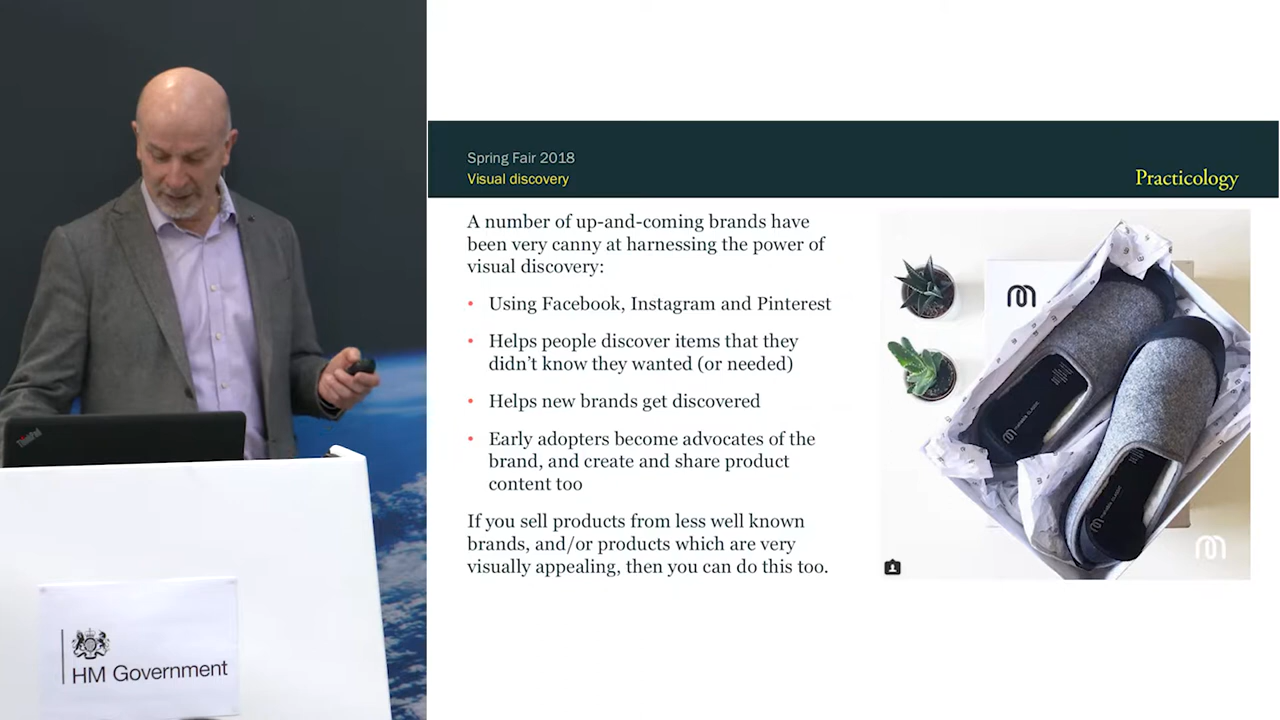 Spring Fair 2018
Visual discovery
Practicology
A number of up-and-coming brands have
been very canny at harnessing the power of
visual discovery:
• Using Facebook, Instagram and Pinterest
• Helps people discover items that they
didn't know they wanted (or needed)
• Helps new brands get discovered
• Early adopters become advocates of the
brand, and create and share product
content too
If you sell products from less well known
brands, and/or products which are very
visually appealing, then you can do this too.
ThinkPad
HM Government